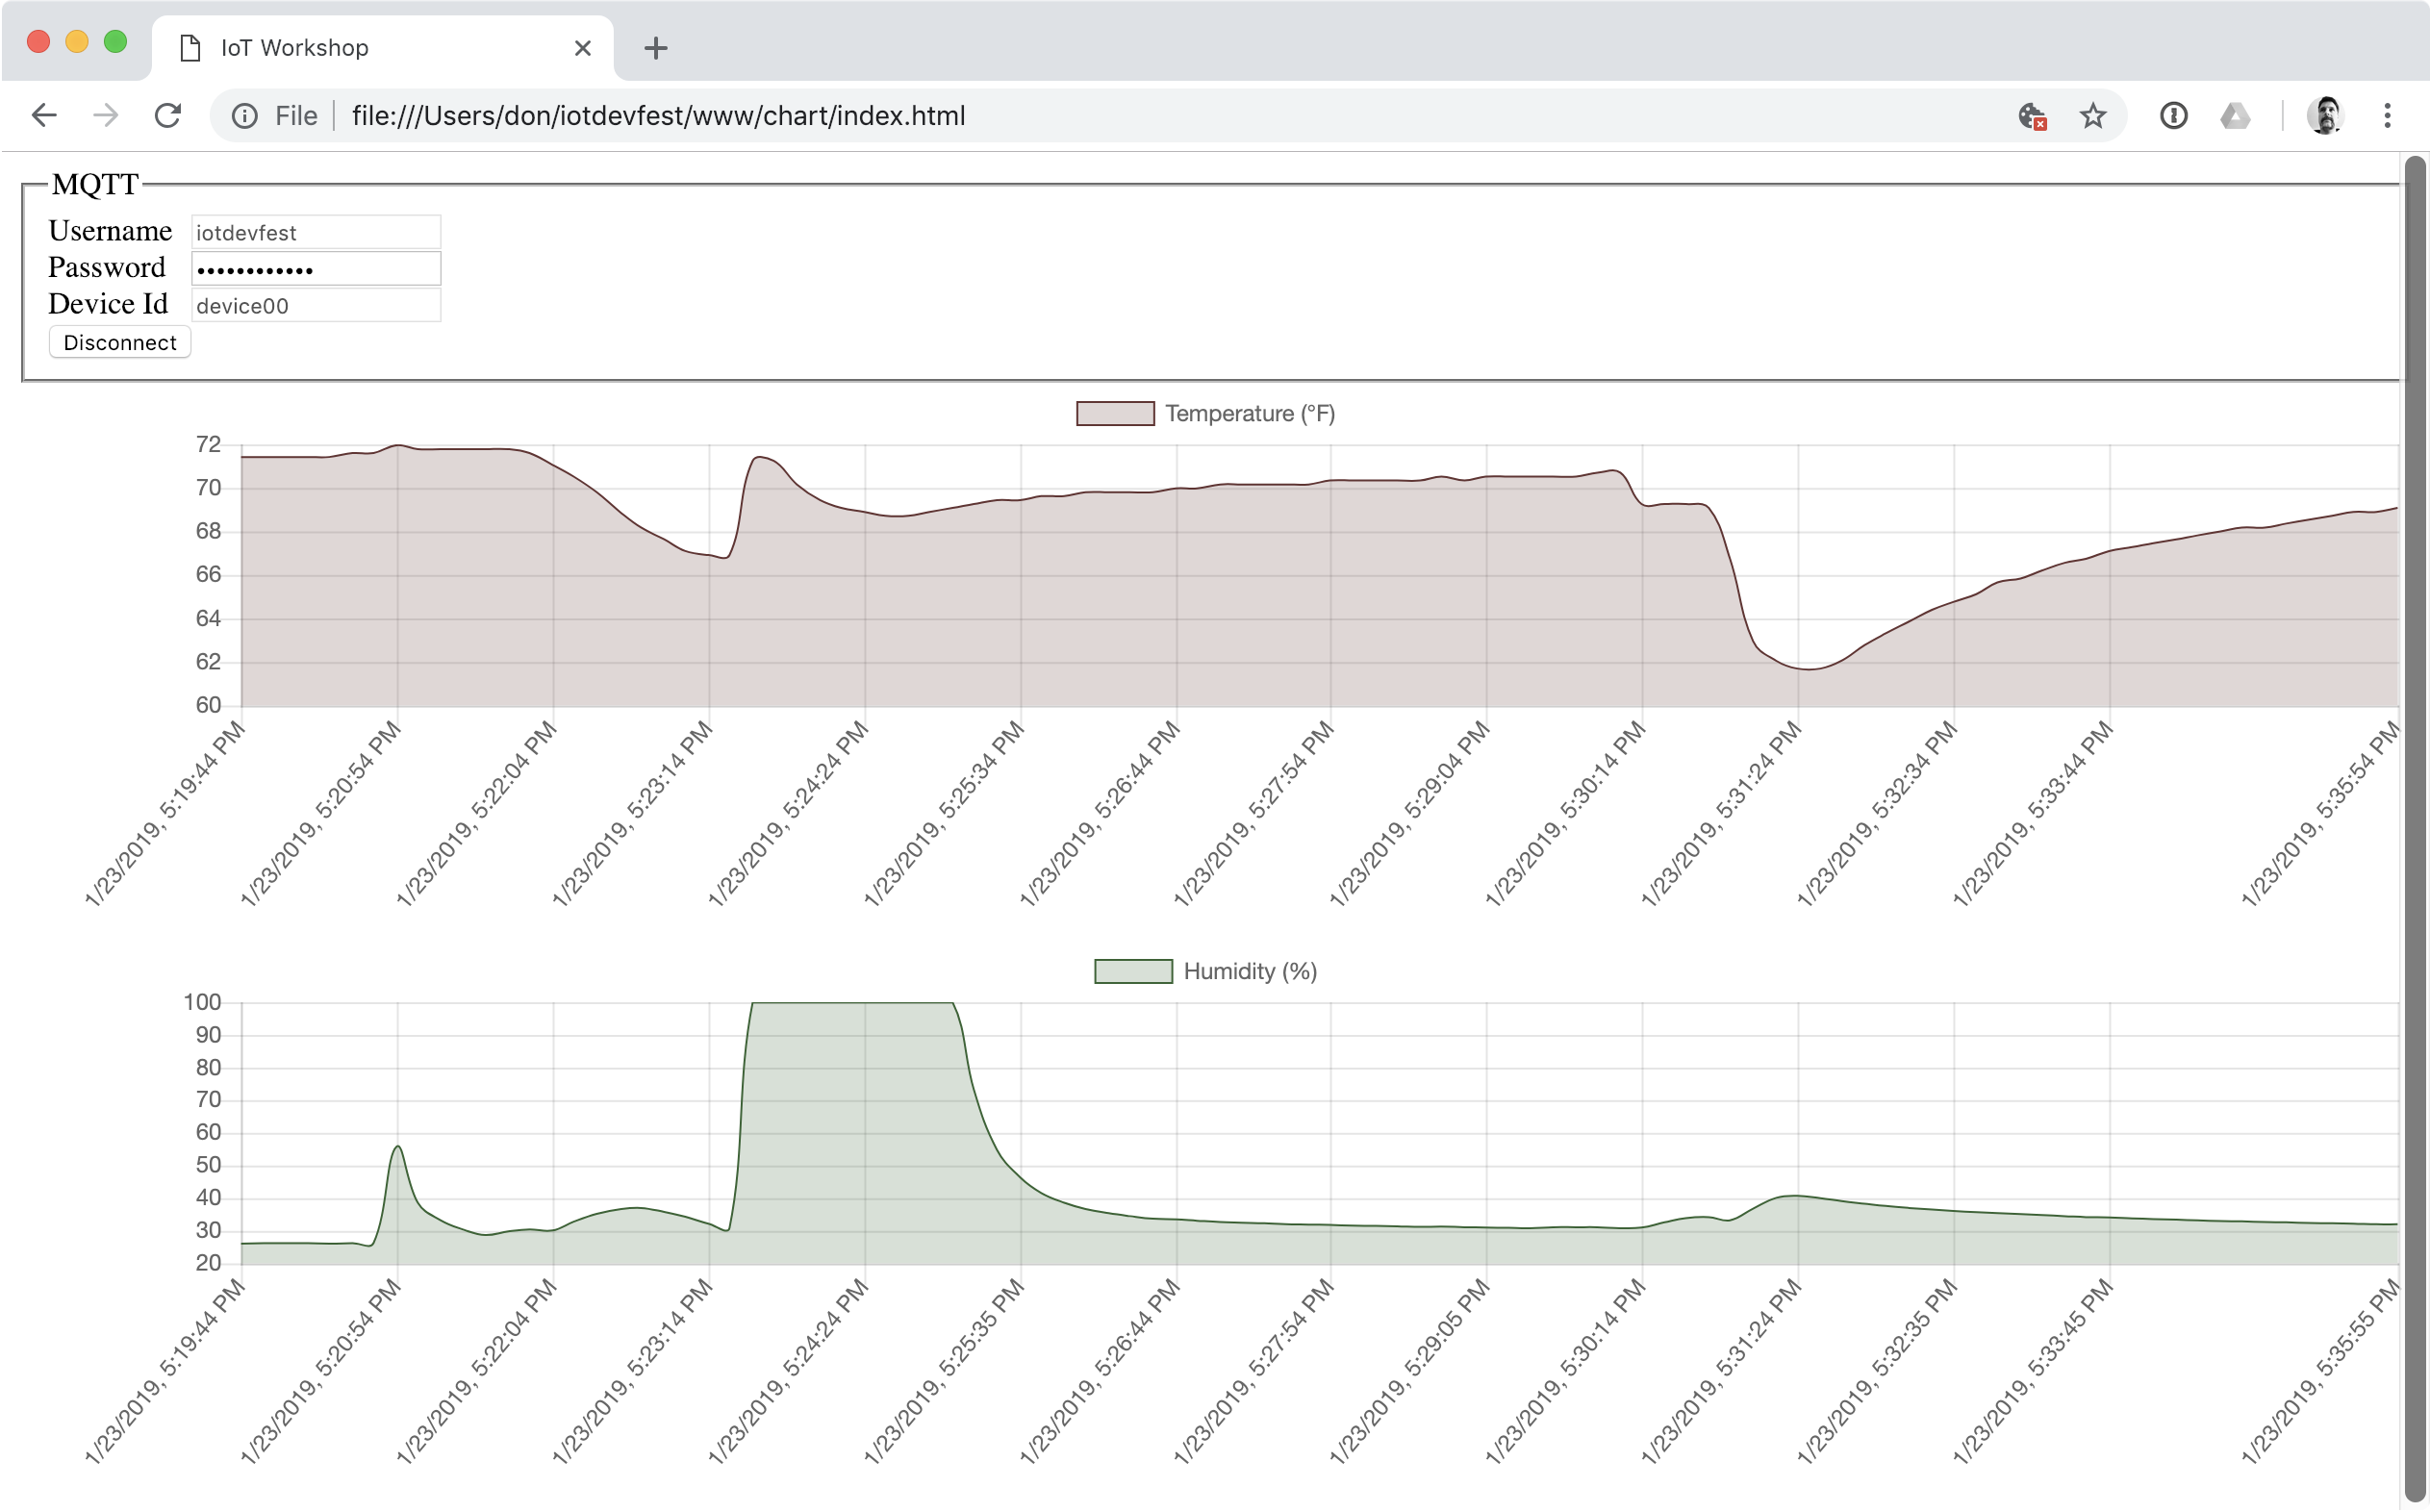 IoT Workshop
File file:///Users/don/iotdevfest/www/chart/index.html
MQTT
Username iotdevfest
Password ••••••••••••
Device Id device00
Disconnect
Temperature (°F)
72
70
68
66
64
62
60
1/23/2019, 5:19:44 PM
1/23/2019, 5:20:54 PM
1/23/2019, 5:22:04 PM
1/23/2019, 5:23:14 PM
1/23/2019, 5:24:24 PM
1/23/2019, 5:25:34 PM
1/23/2019, 5:26:44 PM
1/23/2019, 5:27:54 PM
1/23/2019, 5:29:04 PM
1/23/2019, 5:30:14 PM
1/23/2019, 5:31:24 PM
1/23/2019, 5:32:34 PM
1/23/2019, 5:33:44 PM
1/23/2019, 5:35:54 PM
Humidity (%)
100
90
80
70
60
50
40
30
20
1/23/2019, 5:19:44 PM
1/23/2019, 5:20:54 PM
1/23/2019, 5:22:04 PM
1/23/2019, 5:23:14 PM
1/23/2019, 5:24:24 PM
1/23/2019, 5:25:35 PM
1/23/2019, 5:26:44 PM
1/23/2019, 5:27:54 PM
1/23/2019, 5:29:05 PM
1/23/2019, 5:30:14 PM
1/23/2019, 5:31:24 PM
1/23/2019, 5:32:35 PM
1/23/2019, 5:33:45 PM
1/23/2019, 5:35:55 PM